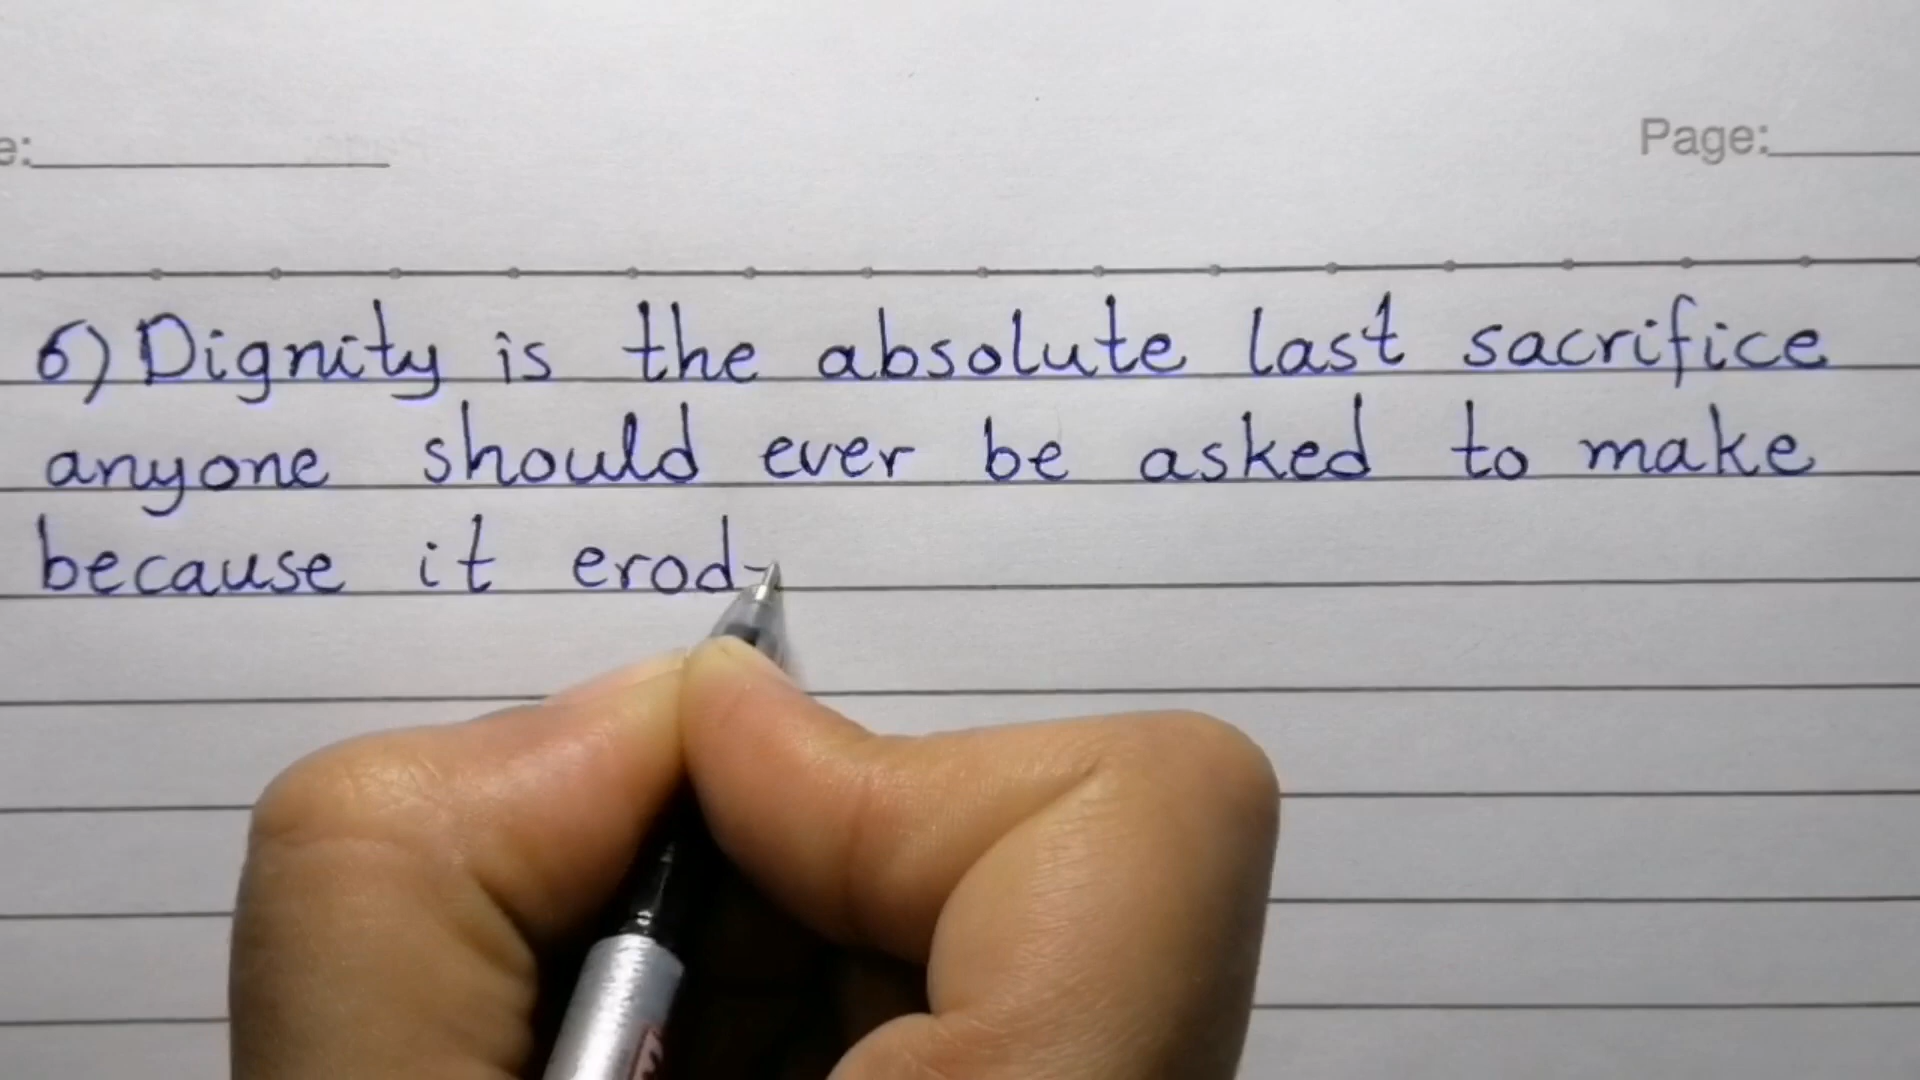 e:
Page:
6) Dignity is the absolute last sacrifice
anyone should ever be asked to make
because it erod